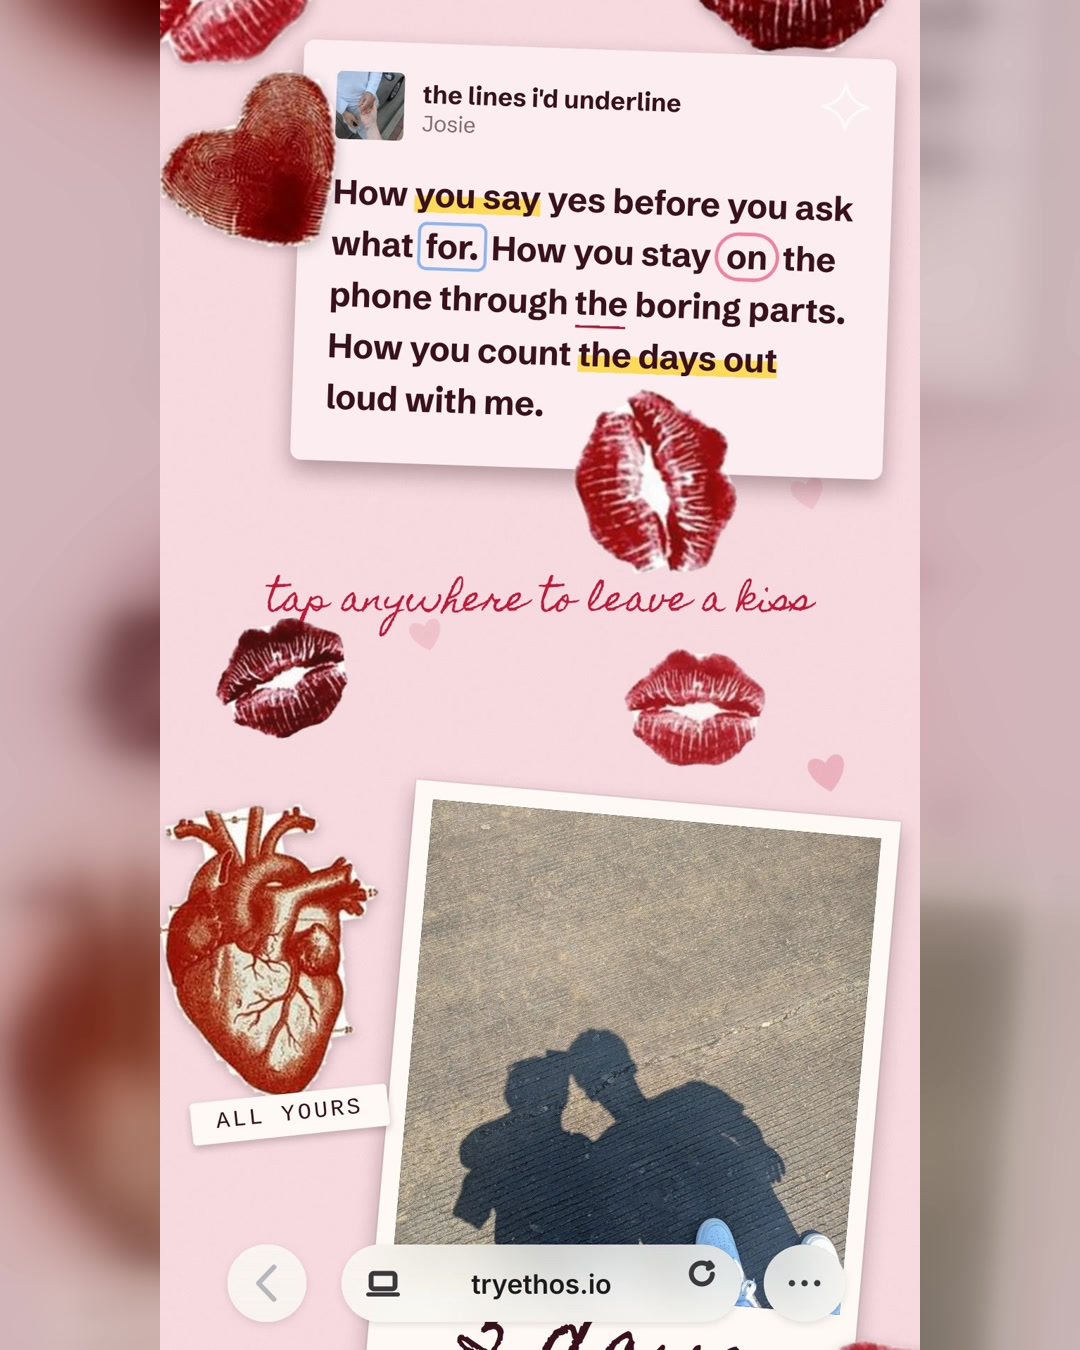 the lines i'd underline
Josie
How you say yes before you ask
what for. How you stay on the
phone through the boring parts.
How you count the days out
loud with me.
tap anywhere to leave a kiss
ALL YOURS
tryethos.io